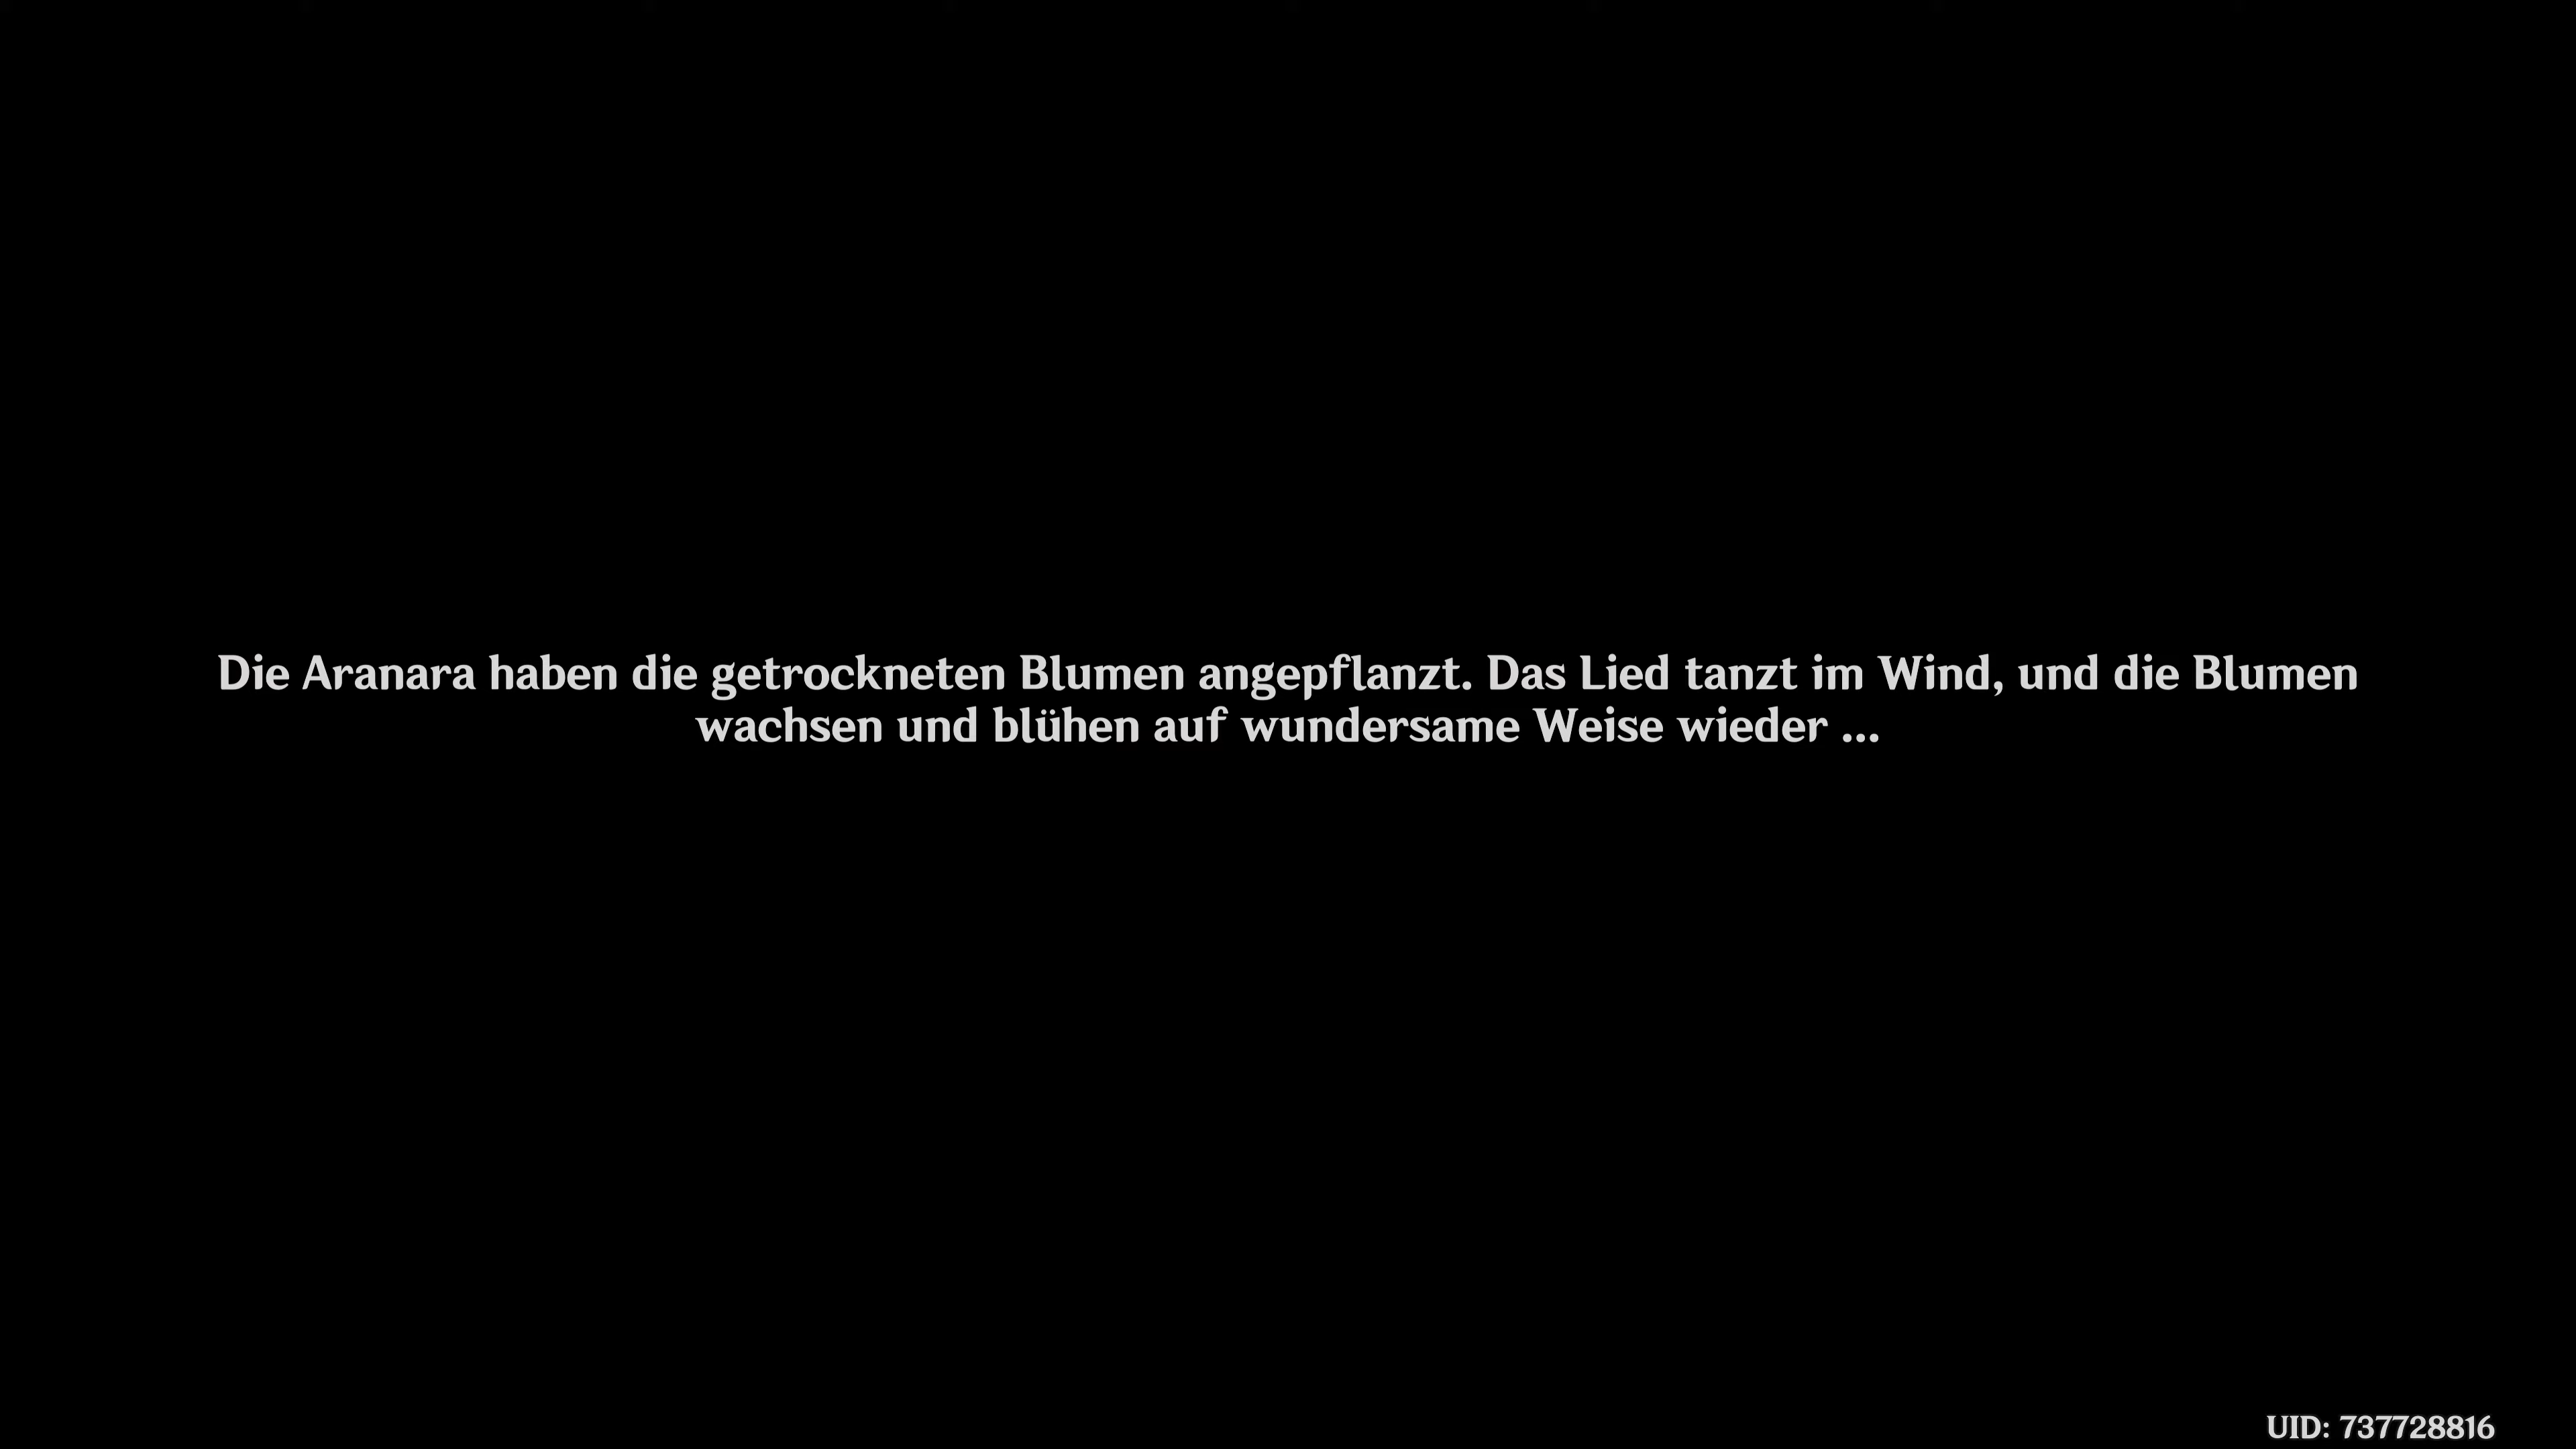 Die Aranara haben die getrockneten Blumen angepflanzt. Das Lied tanzt im Wind, und die Blumen
wachsen und blühen auf wundersame Weise wieder ...
UID: 737728816